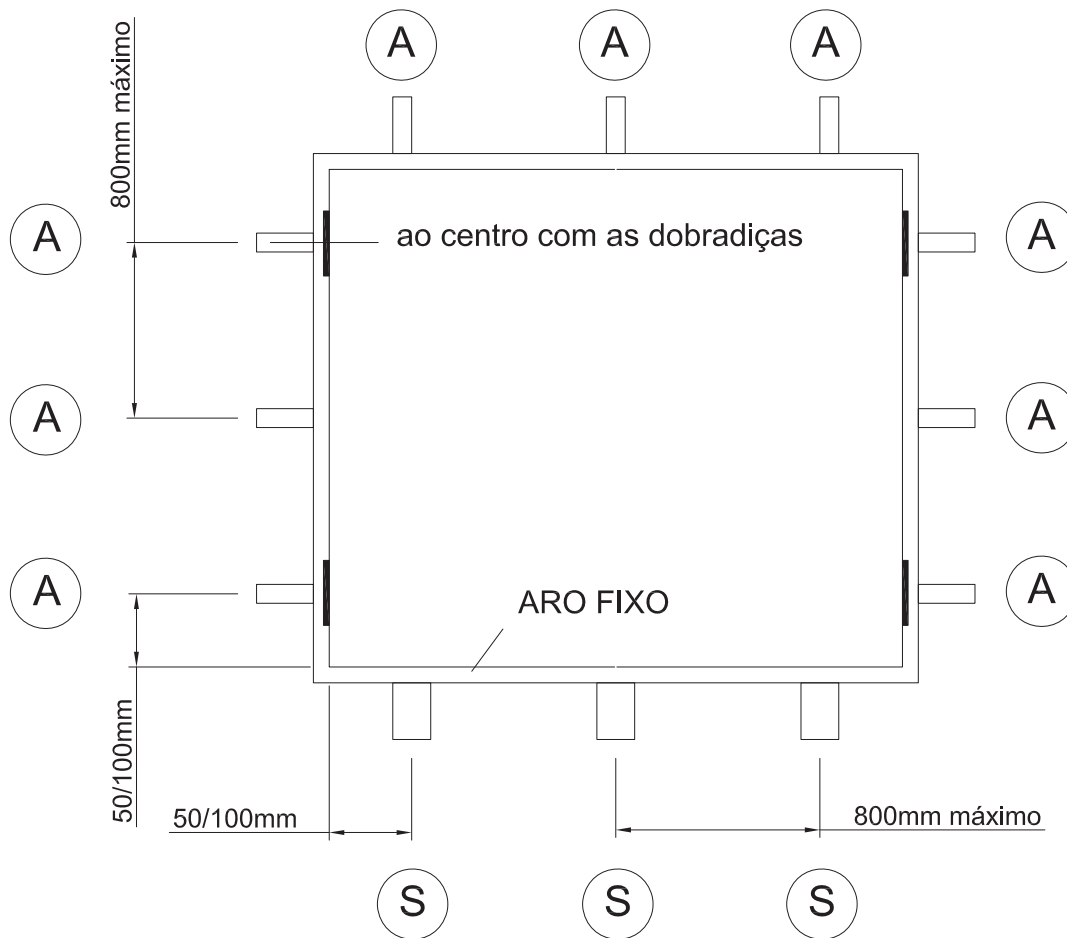 A A A
800mm máximo
A ao centro com as dobradiças A
A A
A ARO FIXO A
50/100mm
50/100mm 800mm máximo
S S S